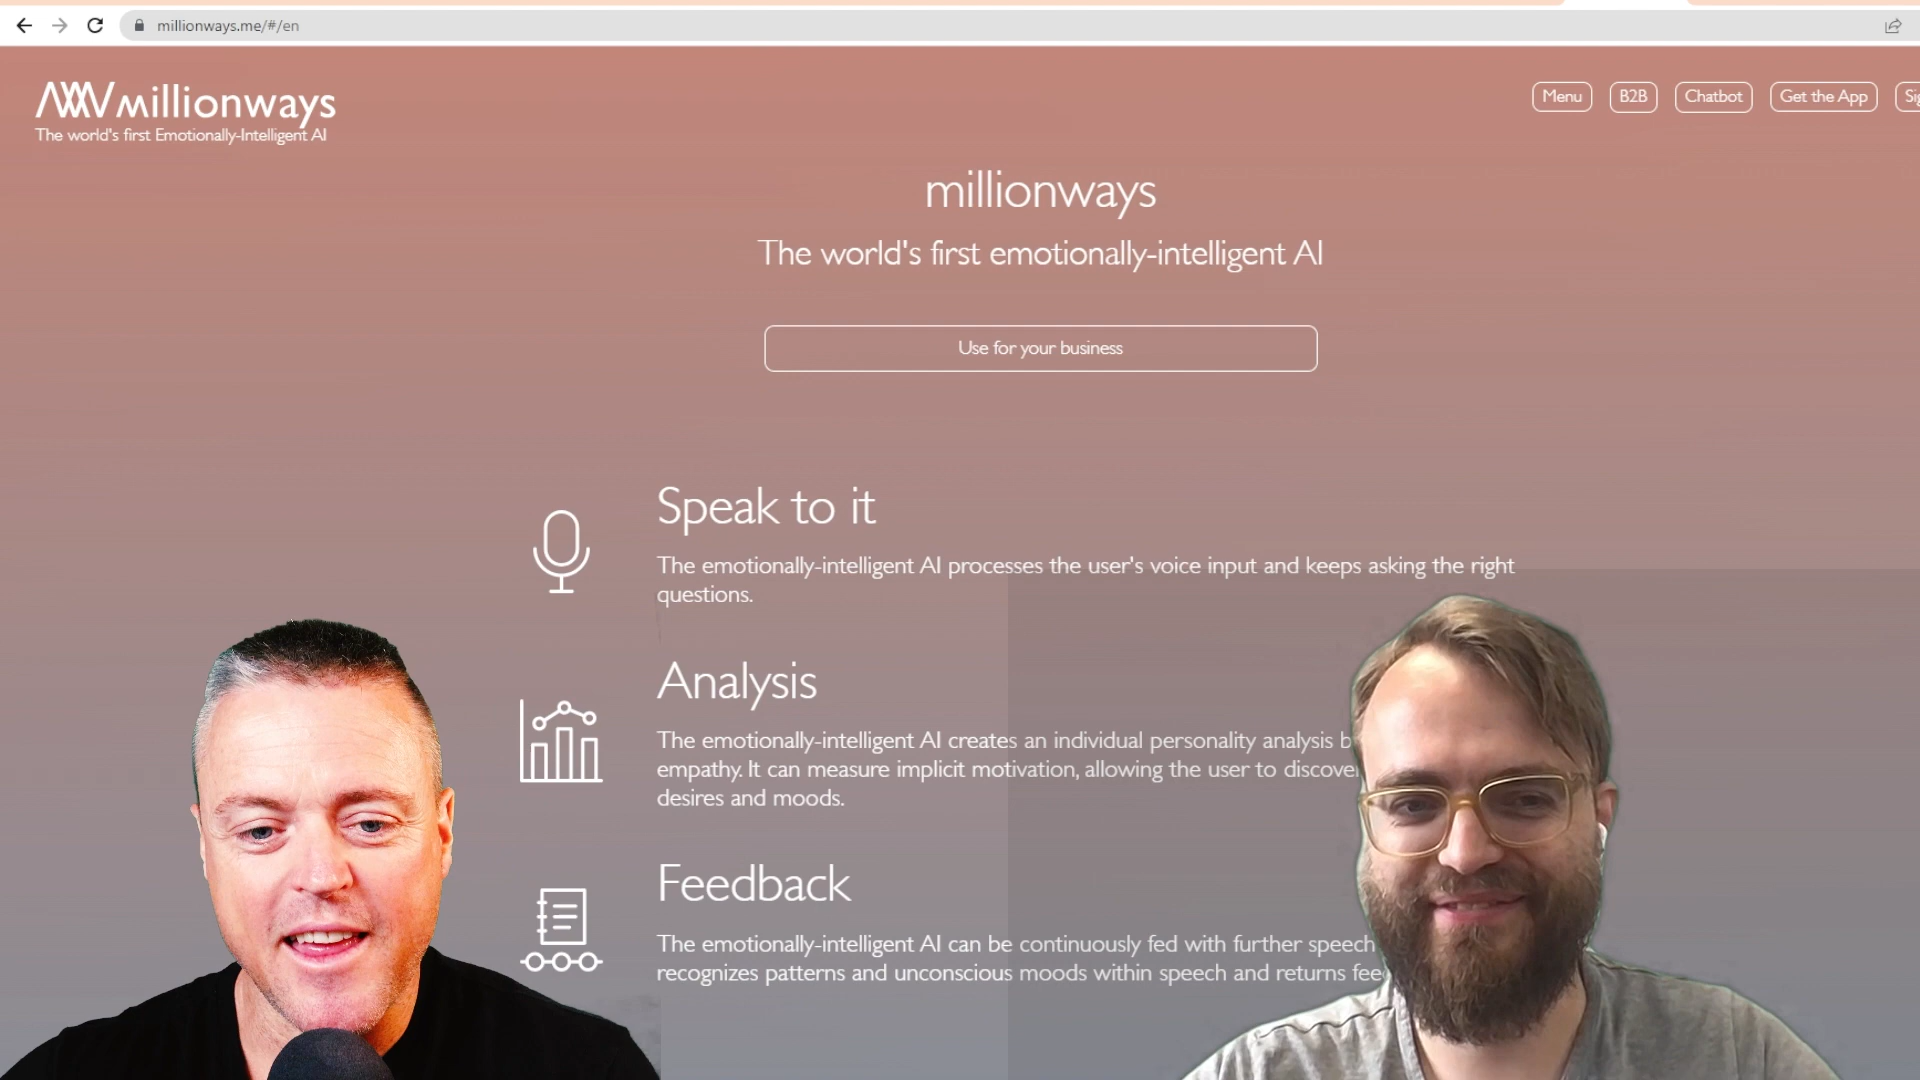 millionways.me/#/en
millionways
The world's first Emotionally-Intelligent AI
Menu
B2B
Chatbot
Get the App
millionways
The world's first emotionally-intelligent AI
Use for your business
Speak to it
The emotionally-intelligent AI processes the user's voice input and keeps asking the right
questions.
Analysis
The emotionally-intelligent AI creates an individual personality analysis
empathy. It can measure implicit motivation, allowing the user to
desires and moods.
Feedback
The emotionally-intelligent AI can be continuously fed with further speech
recognizes patterns and unconscious moods within speech and returns